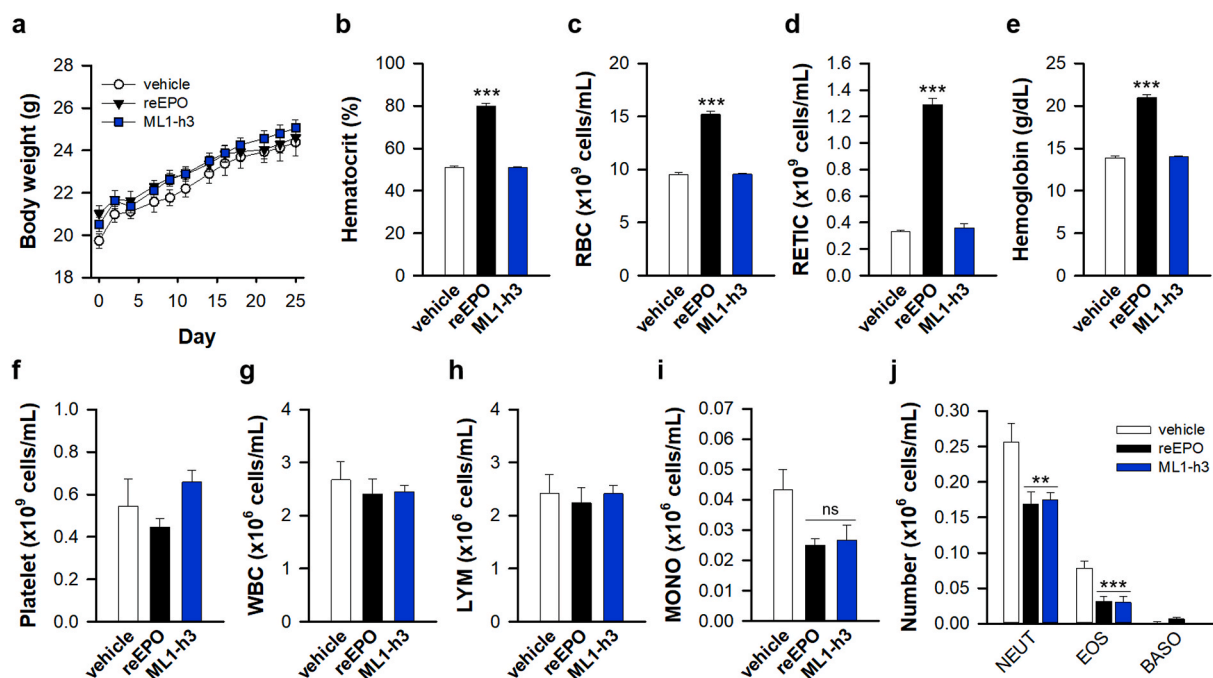 a
Body weight (g)
28
26
24
22
20
18
vehicle
reEPO
ML1-h3
0 5 10 15 20 25
Day
b
Hematocrit (%)
100
80
60
40
20
0
***
vehicle
reEPO
ML1-h3
c
RBC (x10⁹ cells/mL)
20
15
10
5
0
***
vehicle
reEPO
ML1-h3
d
RETIC (x10⁹ cells/mL)
1.6
1.4
1.2
1.0
0.8
0.6
0.4
0.2
0.0
***
vehicle
reEPO
ML1-h3
e
Hemoglobin (g/dL)
25
20
15
10
5
0
***
vehicle
reEPO
ML1-h3
f
Platelet (x10⁹ cells/mL)
1.0
0.8
0.6
0.4
0.2
0.0
vehicle
reEPO
ML1-h3
g
WBC (x10⁶ cells/mL)
4
3
2
1
0
vehicle
reEPO
ML1-h3
h
LYM (x10⁶ cells/mL)
4
3
2
1
0
vehicle
reEPO
ML1-h3
i
MONO (x10⁶ cells/mL)
0.07
0.06
0.05
0.04
0.03
0.02
0.01
0.00
ns
vehicle
reEPO
ML1-h3
j
Number (x10⁶ cells/mL)
0.30
0.25
0.20
0.15
0.10
0.05
0.00
vehicle
reEPO
ML1-h3
**
***
NEUT
EOS
BASO